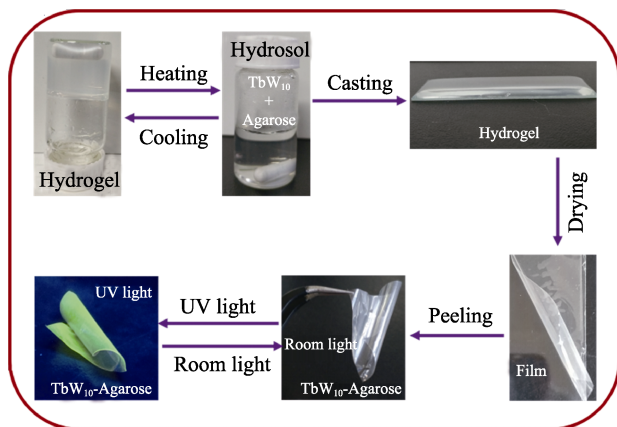 Heating
Cooling
Hydrogel
Hydrosol
TbW₁₀
+
Agarose
Casting
Hydrogel
Drying
UV light
TbW₁₀-Agarose
UV light
Room light
Room light
TbW₁₀-Agarose
Peeling
Film